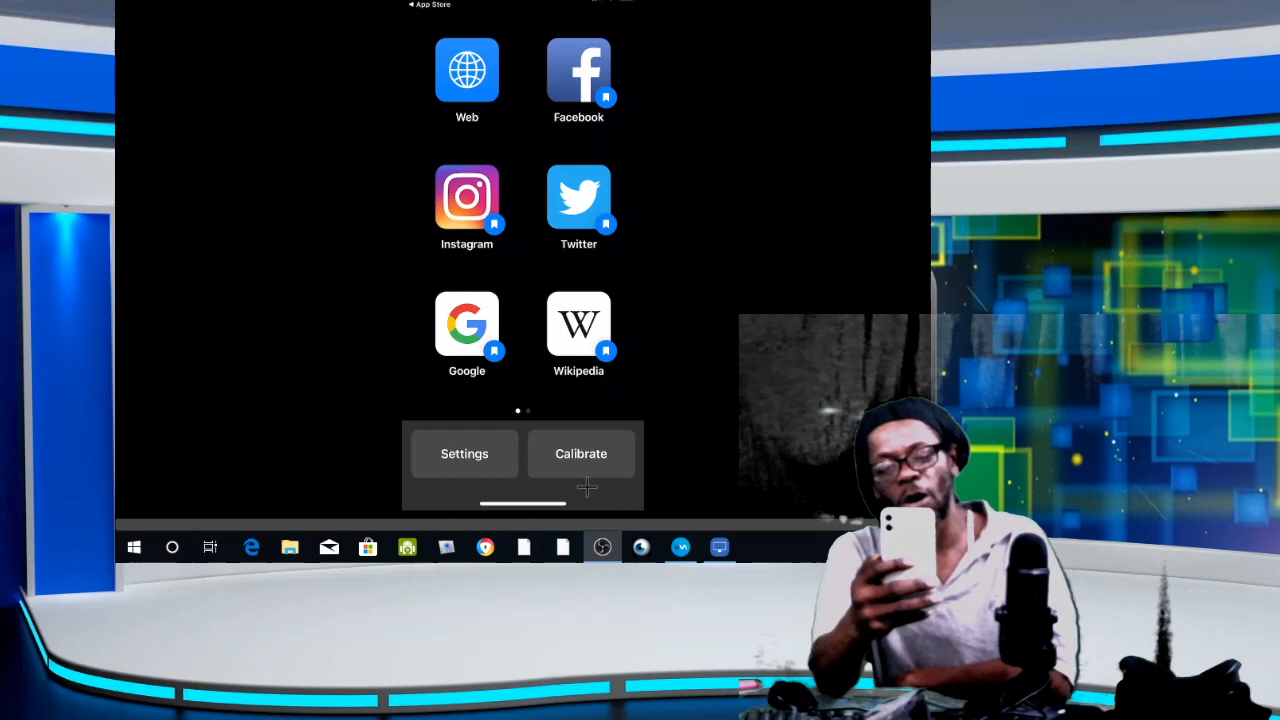 ◀ App Store
Web
Facebook
Instagram
Twitter
Google
W
Wikipedia
Settings
Calibrate